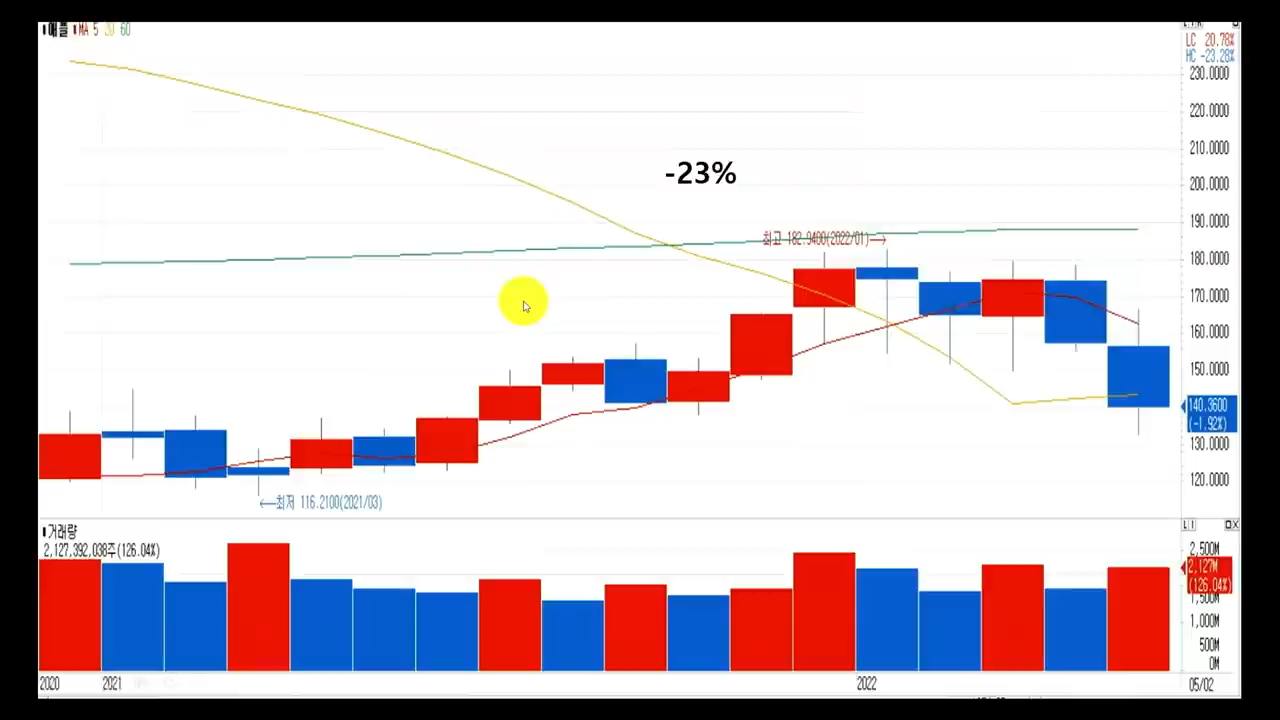 애플 MA 5 20 60
LC 20.78%
HC -23.28%
230.0000
220.0000
210.0000
-23%
200.0000
190.0000
최고 182.9400(2022/01)→
180.0000
170.0000
160.0000
150.0000
140.3600
(-1.92%)
130.0000
120.0000
←최저 116.2100(2021/03)
거래량
2,127,392,038주(126.04%)
2,500M
2,127M
(126.04%)
1,500M
1,000M
500M
0M
2020 2021 2022 05/02